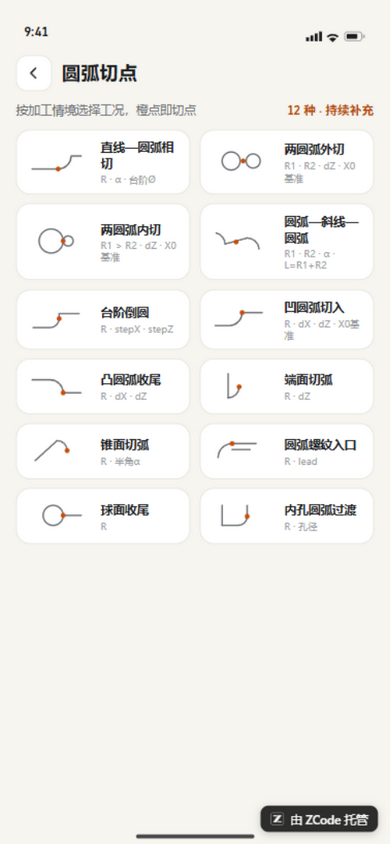 9:41
圆弧切点
按加工情境选择工况，橙点即切点
12 种 · 持续补充
直线—圆弧相
切
R · α · 台阶Ø
两圆弧外切
R1 · R2 · dZ · X0
基准
两圆弧内切
R1 > R2 · dZ · X0
基准
圆弧—斜线—
圆弧
R1 · R2 · α ·
L=R1+R2
台阶倒圆
R · stepX · stepZ
凹圆弧切入
R · dX · dZ · X0基
准
凸圆弧收尾
R · dX · dZ
端面切弧
R · dZ
锥面切弧
R · 半角α
圆弧螺纹入口
R · lead
球面收尾
R
内孔圆弧过渡
R · 孔径
由 ZCode 托管